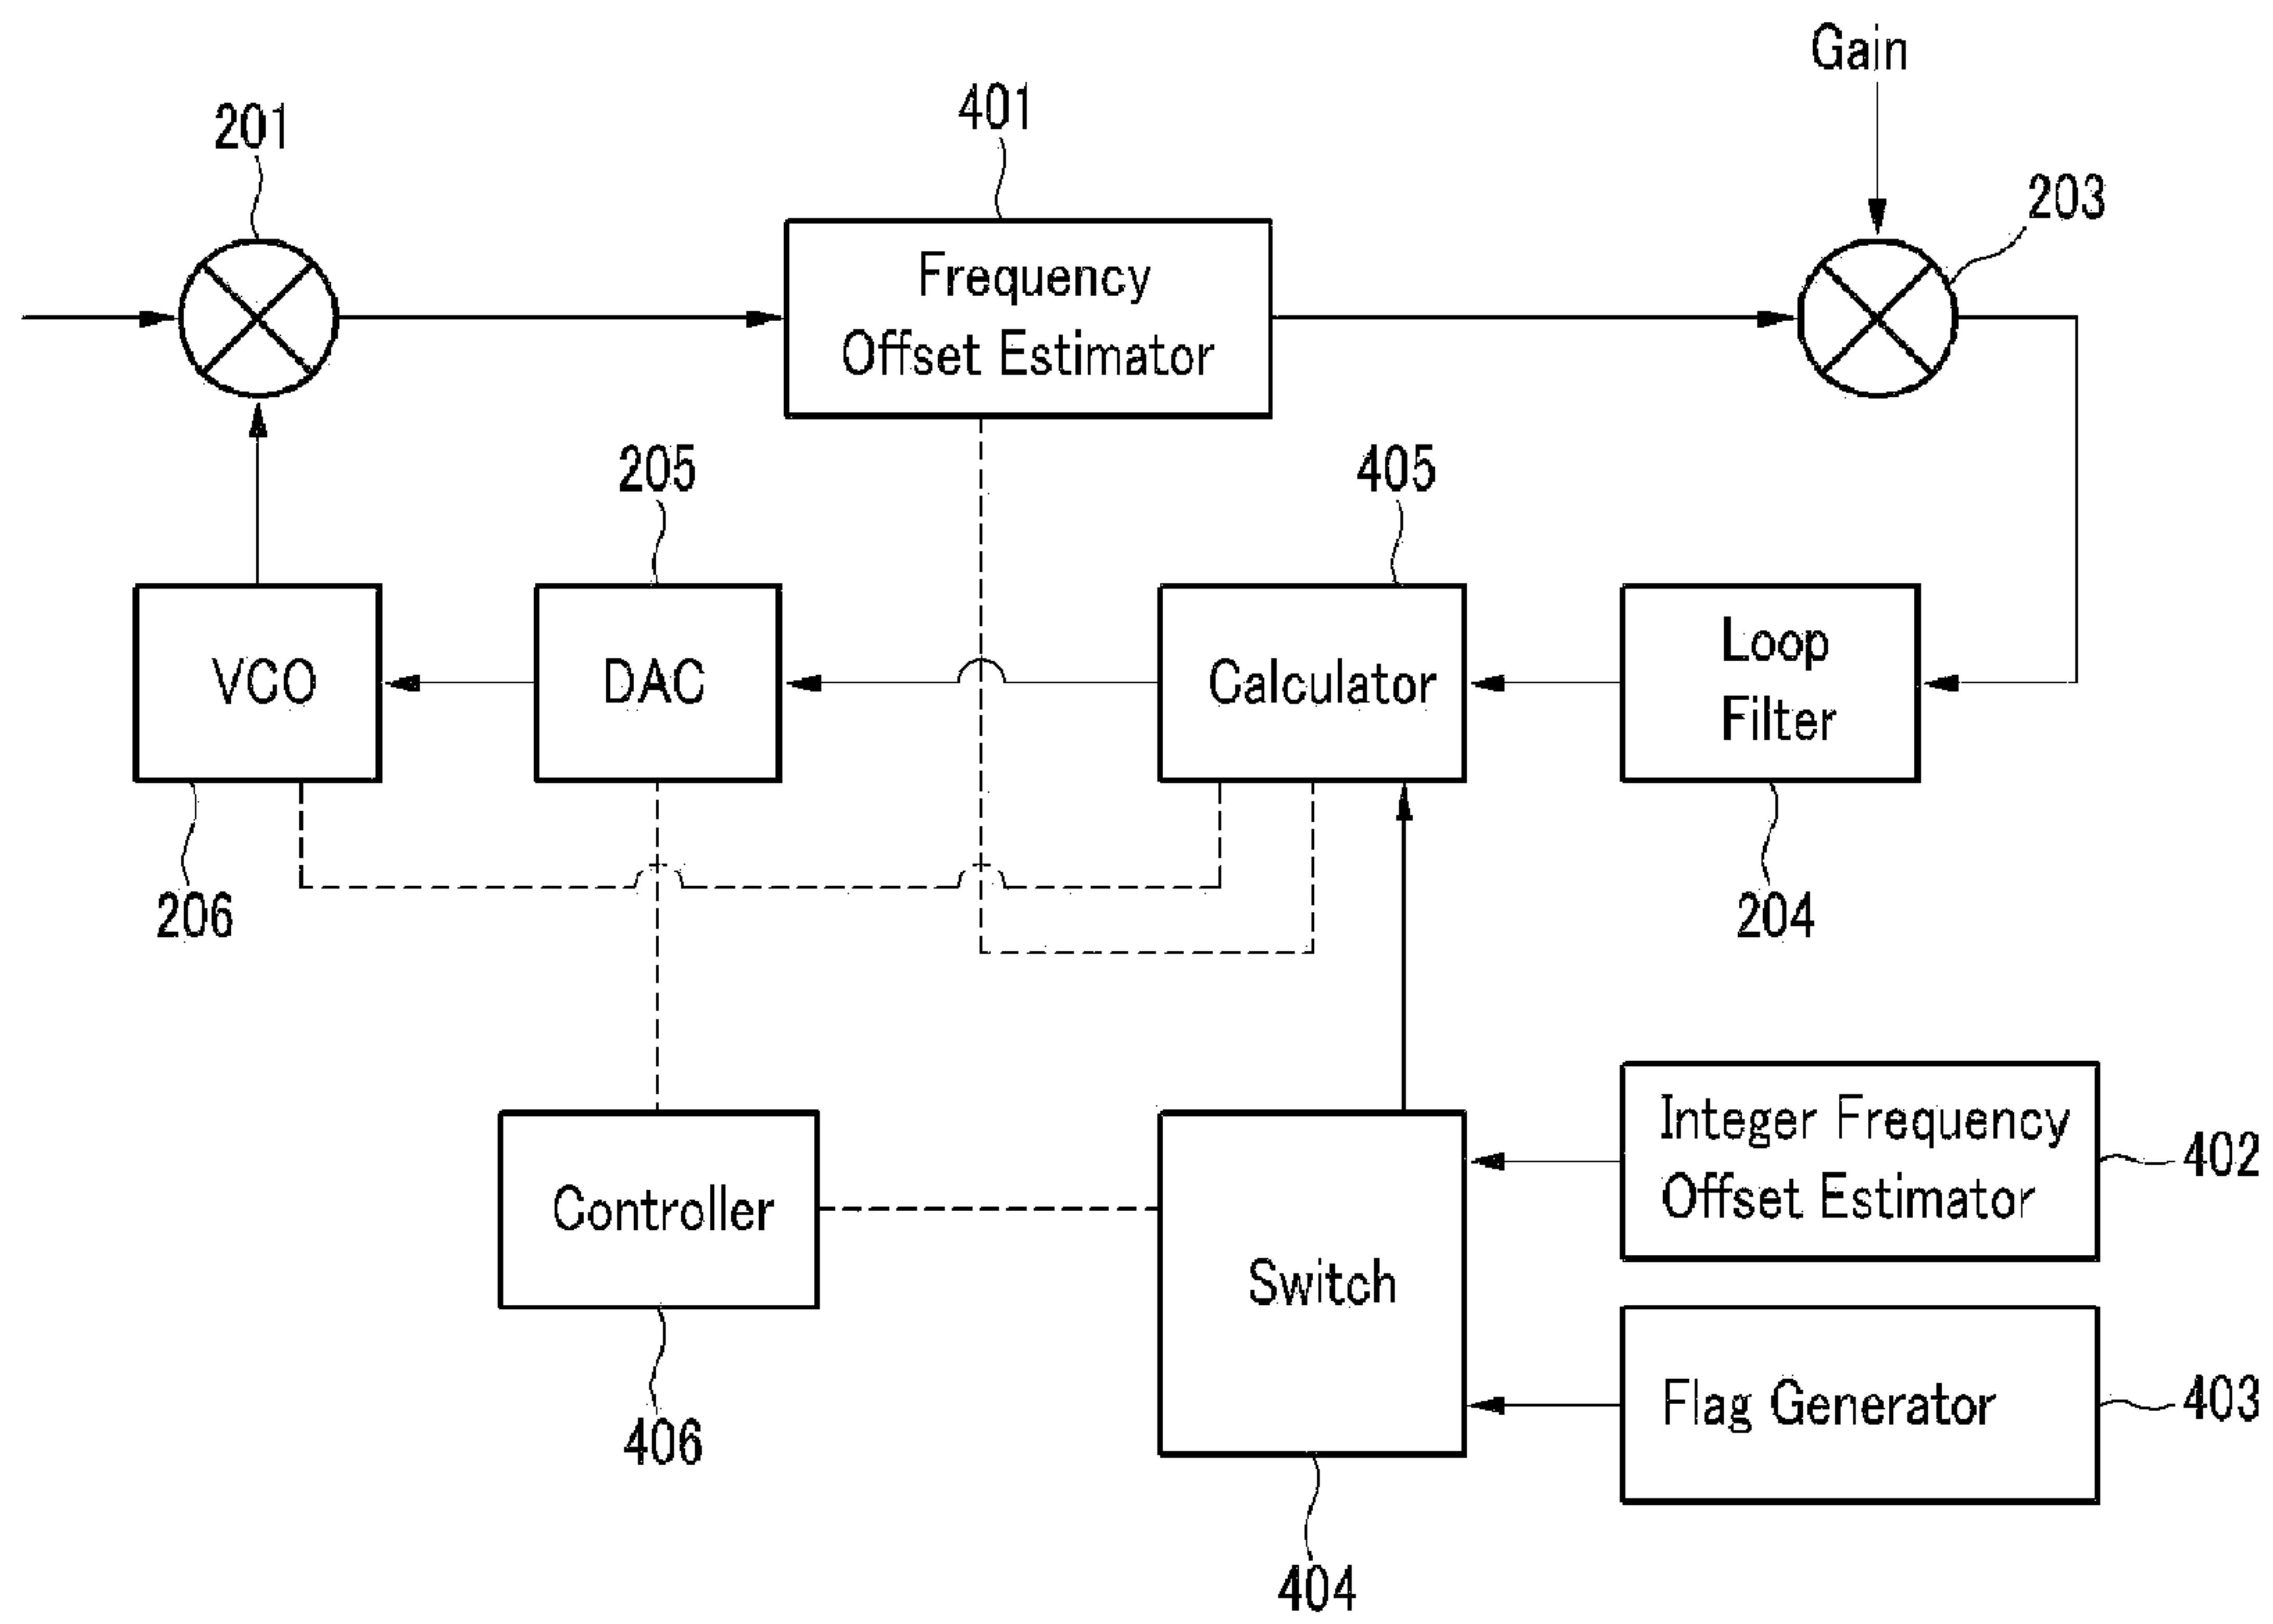 Gain
401
201
203
Frequency
Offset Estimator
205
405
VCO
DAC
Calculator
Loop
Filter
206
204
Integer Frequency
Offset Estimator
402
Controller
Switch
Flag Generator
403
406
404